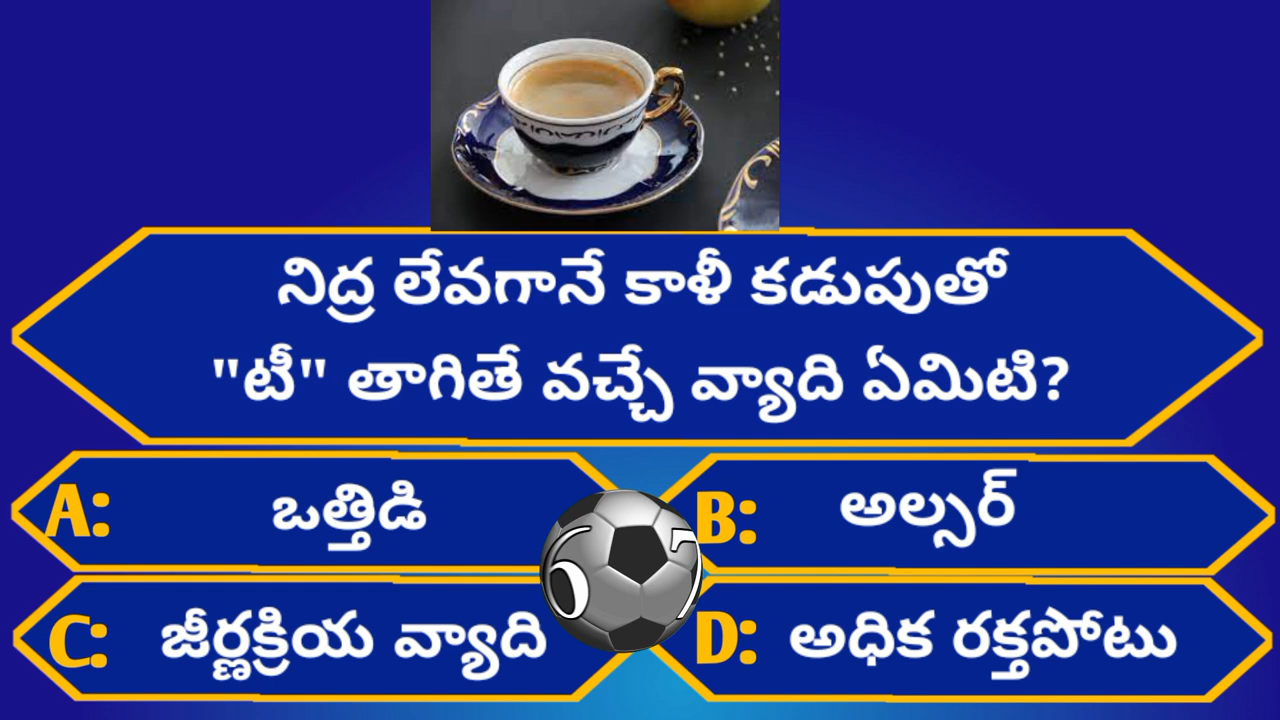 నిద్ర లేవగానే కాళీ కడుపుతో
"టీ" తాగితే వచ్చే వ్యాది ఏమిటి?
A: ఒత్తిడి
B: అల్సర్
C: జీర్ణక్రియ వ్యాది
D: అధిక రక్తపోటు